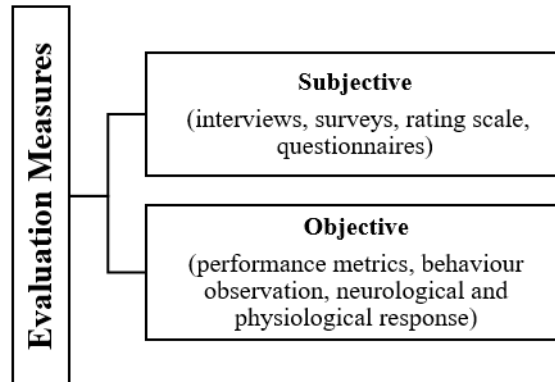 Evaluation Measures
Subjective
(interviews, surveys, rating scale,
questionnaires)
Objective
(performance metrics, behaviour
observation, neurological and
physiological response)